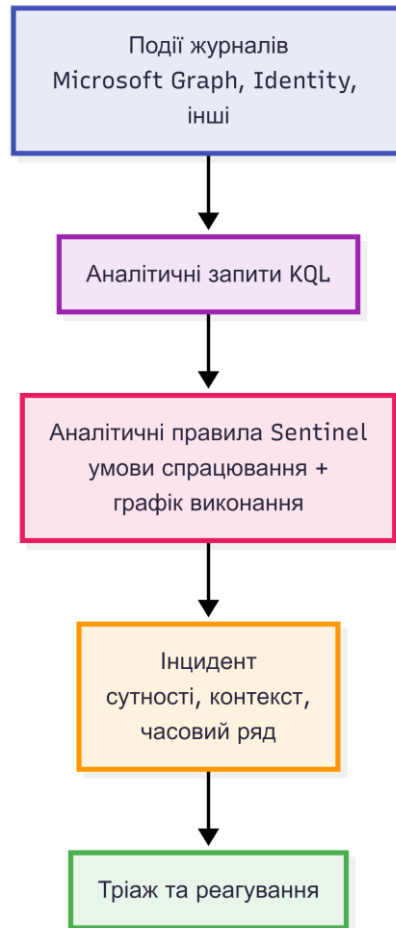 Події журналів
Microsoft Graph, Identity,
інші
Аналітичні запити KQL
Аналітичні правила Sentinel
умови спрацювання +
графік виконання
Інцидент
сутності, контекст,
часовий ряд
Тріаж та реагування